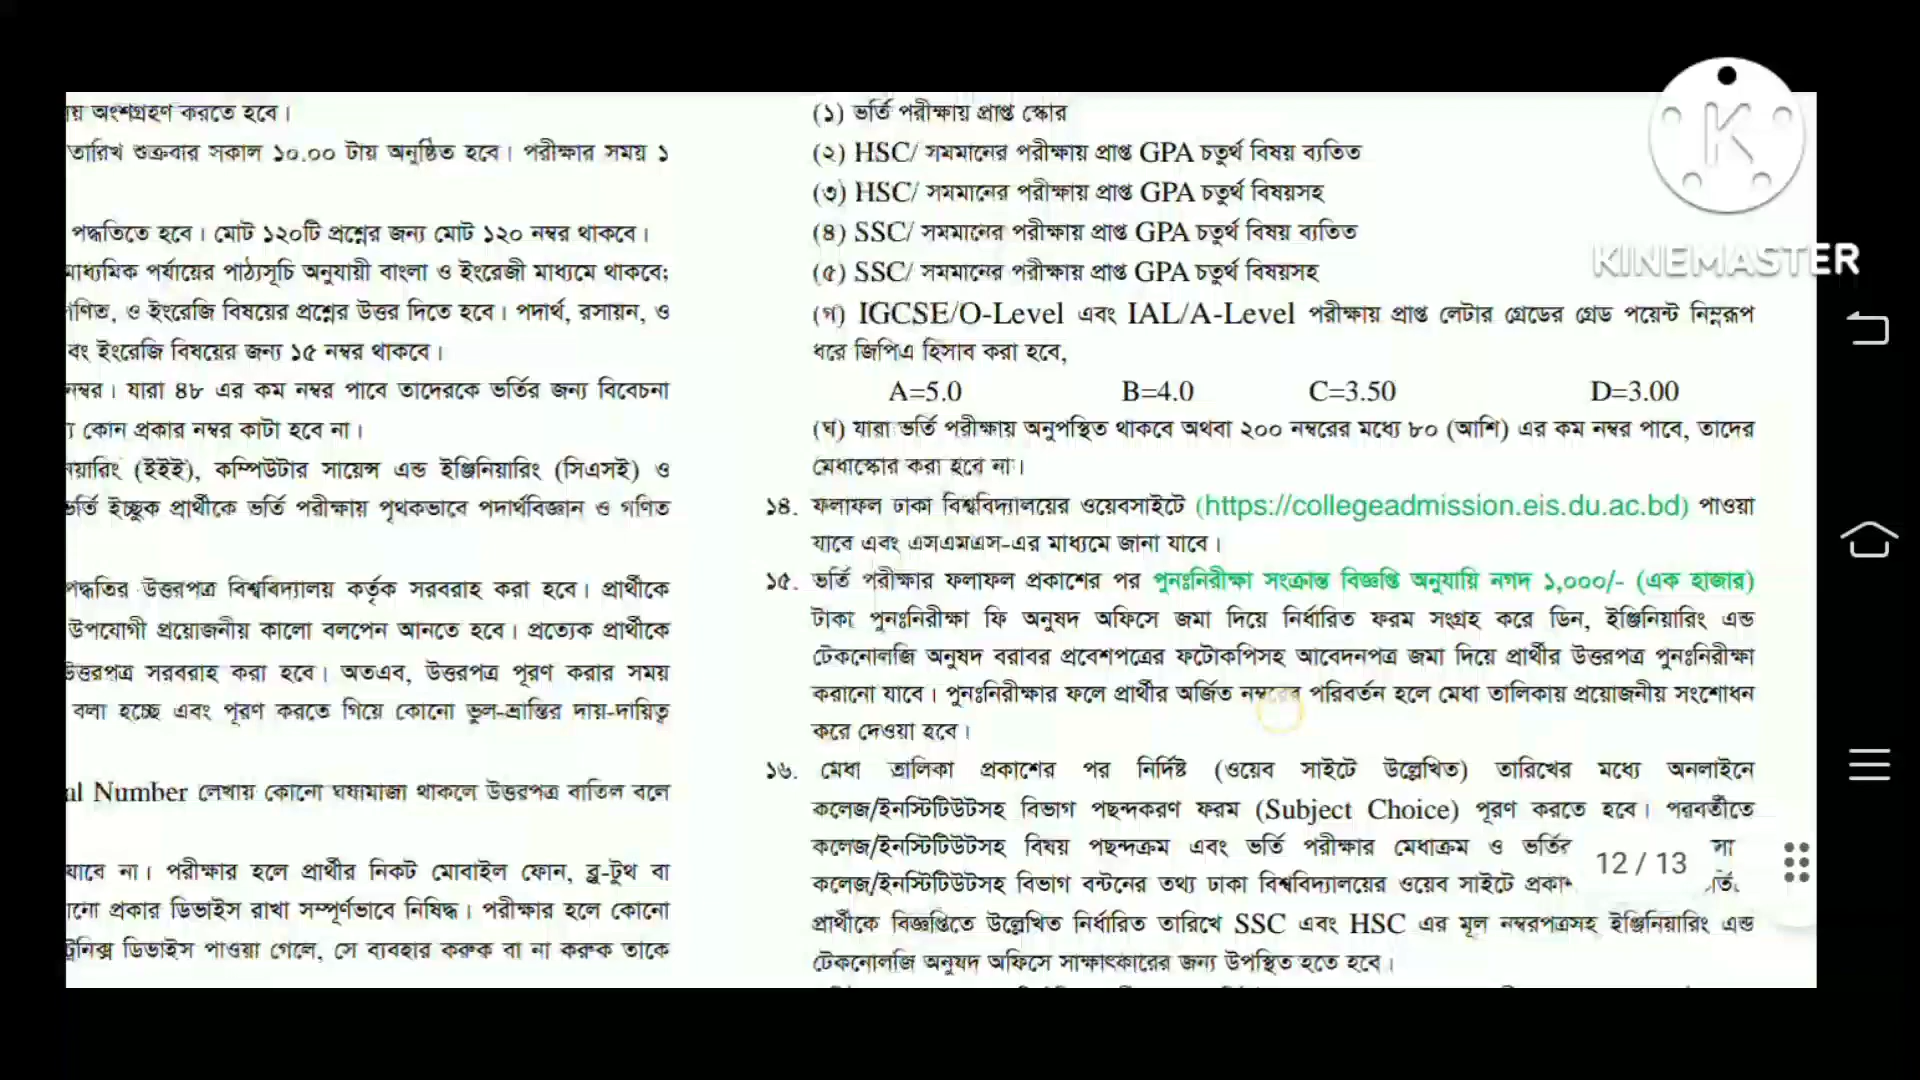 য় অংশগ্রহণ করতে হবে।
তারিখ শুক্রবার সকাল ১০.০০ টায় অনুষ্ঠিত হবে। পরীক্ষার সময় ১
পদ্ধতিতে হবে। মোট ১২০টি প্রশ্নের জন্য মোট ১২০ নম্বর থাকবে।
মাধ্যমিক পর্যায়ের পাঠ্যসূচি অনুযায়ী বাংলা ও ইংরেজী মাধ্যমে থাকবে;
গণিত, ও ইংরেজি বিষয়ের প্রশ্নের উত্তর দিতে হবে। পদার্থ, রসায়ন, ও
বং ইংরেজি বিষয়ের জন্য ১৫ নম্বর থাকবে।
নম্বর। যারা ৪৮ এর কম নম্বর পাবে তাদেরকে ভর্তির জন্য বিবেচনা
কোন প্রকার নম্বর কাটা হবে না।
নিয়ারিং (ইইই), কম্পিউটার সায়েন্স এন্ড ইঞ্জিনিয়ারিং (সিএসই) ও
ভর্তি ইচ্ছুক প্রার্থীকে ভর্তি পরীক্ষায় পৃথকভাবে পদার্থবিজ্ঞান ও গণিত
পদ্ধতির উত্তরপত্র বিশ্ববিদ্যালয় কর্তৃক সরবরাহ করা হবে। প্রার্থীকে
উপযোগী প্রয়োজনীয় কালো বলপেন আনতে হবে। প্রত্যেক প্রার্থীকে
উত্তরপত্র সরবরাহ করা হবে। অতএব, উত্তরপত্র পূরণ করার সময়
বলা হচ্ছে এবং পূরণ করতে গিয়ে কোনো ভুল-ভ্রান্তির দায়-দায়িত্ব
al Number লেখায় কোনো ঘষামাজা থাকলে উত্তরপত্র বাতিল বলে
যাবে না। পরীক্ষার হলে প্রার্থীর নিকট মোবাইল ফোন, ব্লু-টুথ বা
নো প্রকার ডিভাইস রাখা সম্পূর্ণভাবে নিষিদ্ধ। পরীক্ষার হলে কোনো
ট্রনিক্স ডিভাইস পাওয়া গেলে, সে ব্যবহার করুক বা না করুক তাকে
(১) ভর্তি পরীক্ষায় প্রাপ্ত স্কোর
(২) HSC/ সমমানের পরীক্ষায় প্রাপ্ত GPA চতুর্থ বিষয় ব্যতিত
(৩) HSC/ সমমানের পরীক্ষায় প্রাপ্ত GPA চতুর্থ বিষয়সহ
(৪) SSC/ সমমানের পরীক্ষায় প্রাপ্ত GPA চতুর্থ বিষয় ব্যতিত
(৫) SSC/ সমমানের পরীক্ষায় প্রাপ্ত GPA চতুর্থ বিষয়সহ
(গ) IGCSE/O-Level এবং IAL/A-Level পরীক্ষায় প্রাপ্ত লেটার গ্রেডের গ্রেড পয়েন্ট নিম্নরূপ
ধরে জিপিএ হিসাব করা হবে,
A=5.0 B=4.0 C=3.50 D=3.00
(ঘ) যারা ভর্তি পরীক্ষায় অনুপস্থিত থাকবে অথবা ২০০ নম্বরের মধ্যে ৮০ (আশি) এর কম নম্বর পাবে, তাদের
মেধাস্কোর করা হবে না।
১৪. ফলাফল ঢাকা বিশ্ববিদ্যালয়ের ওয়েবসাইটে (https://collegeadmission.eis.du.ac.bd) পাওয়া
যাবে এবং এসএমএস-এর মাধ্যমে জানা যাবে।
১৫. ভর্তি পরীক্ষার ফলাফল প্রকাশের পর পুনঃনিরীক্ষা সংক্রান্ত বিজ্ঞপ্তি অনুযায়ি নগদ ১,০০০/- (এক হাজার)
টাকা পুনঃনিরীক্ষা ফি অনুষদ অফিসে জমা দিয়ে নির্ধারিত ফরম সংগ্রহ করে ডিন, ইঞ্জিনিয়ারিং এন্ড
টেকনোলজি অনুষদ বরাবর প্রবেশপত্রের ফটোকপিসহ আবেদনপত্র জমা দিয়ে প্রার্থীর উত্তরপত্র পুনঃনিরীক্ষা
করানো যাবে। পুনঃনিরীক্ষার ফলে প্রার্থীর অর্জিত নম্বরের পরিবর্তন হলে মেধা তালিকায় প্রয়োজনীয় সংশোধন
করে দেওয়া হবে।
১৬. মেধা তালিকা প্রকাশের পর নির্দিষ্ট (ওয়েব সাইটে উল্লেখিত) তারিখের মধ্যে অনলাইনে
কলেজ/ইনস্টিটিউটসহ বিভাগ পছন্দকরণ ফরম (Subject Choice) পূরণ করতে হবে। পরবর্তীতে
কলেজ/ইনস্টিটিউটসহ বিষয় পছন্দক্রম এবং ভর্তি পরীক্ষার মেধাক্রম ও ভর্তির
কলেজ/ইনস্টিটিউটসহ বিভাগ বন্টনের তথ্য ঢাকা বিশ্ববিদ্যালয়ের ওয়েব সাইটে
প্রার্থীকে বিজ্ঞপ্তিতে উল্লেখিত নির্ধারিত তারিখে SSC এবং HSC এর মূল নম্বরপত্রসহ ইঞ্জিনিয়ারিং এন্ড
টেকনোলজি অনুষদ অফিসে সাক্ষাৎকারের জন্য উপস্থিত হতে হবে।
12 / 13
KINEMASTER